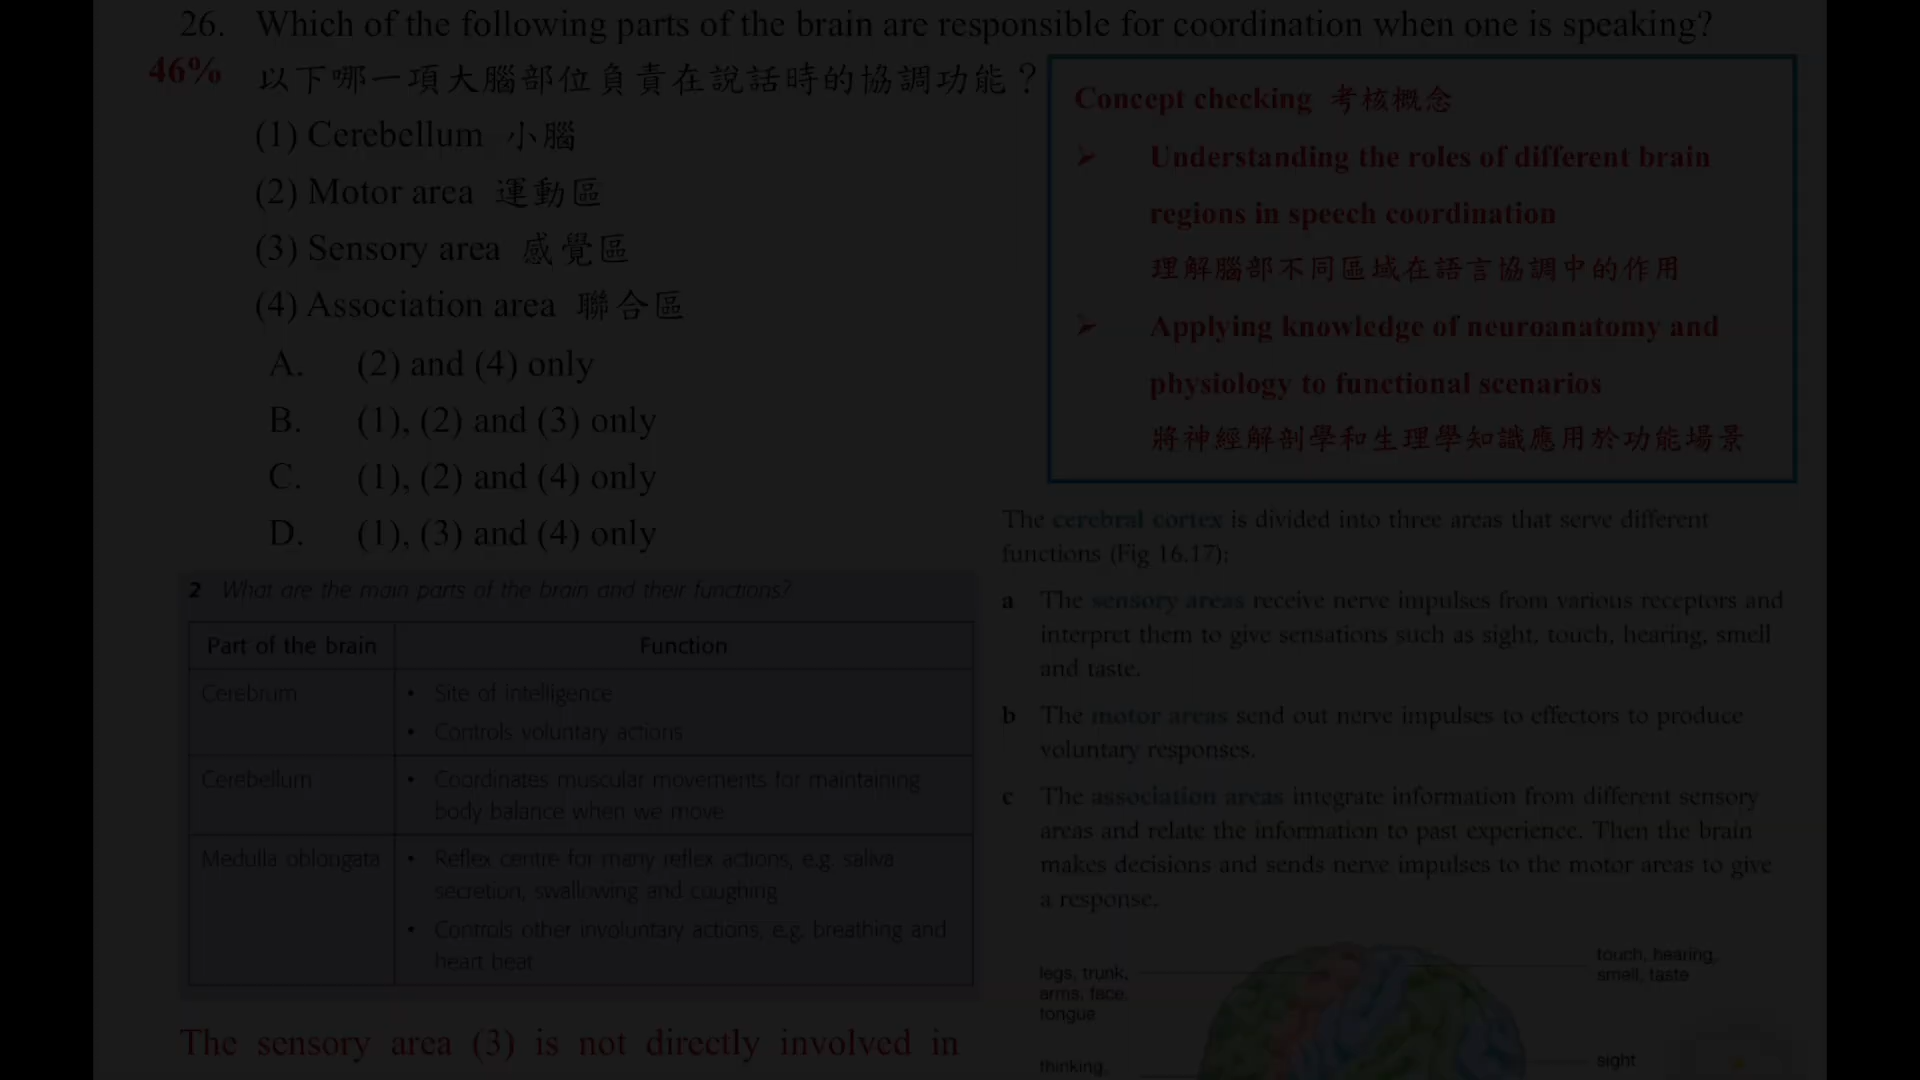 26. Which of the following parts of the brain are responsible for coordination when one is speaking?
46%
以下哪一項大腦部位負責在說話時的協調功能？
(1) Cerebellum 小腦
(2) Motor area 運動區
(3) Sensory area 感覺區
(4) Association area 聯合區
A. (2) and (4) only
B. (1), (2) and (3) only
C. (1), (2) and (4) only
D. (1), (3) and (4) only
Concept checking 考核概念
➢ Understanding the roles of different brain
regions in speech coordination
理解腦部不同區域在語言協調中的作用
➢ Applying knowledge of neuroanatomy and
physiology to functional scenarios
將神經解剖學和生理學知識應用於功能場景
2 What are the main parts of the brain and their functions?
Part of the brain Function
Cerebrum • Site of intelligence
• Controls voluntary actions
Cerebellum • Coordinates muscular movements for maintaining
body balance when we move
Medulla oblongata • Reflex centre for many reflex actions, e.g. saliva
secretion, swallowing and coughing
• Controls other involuntary actions, e.g. breathing and
heart beat
The sensory area (3) is not directly involved in
The cerebral cortex is divided into three areas that serve different
functions (Fig 16.17):
a The sensory areas receive nerve impulses from various receptors and
interpret them to give sensations such as sight, touch, hearing, smell
and taste.
b The motor areas send out nerve impulses to effectors to produce
voluntary responses.
c The association areas integrate information from different sensory
areas and relate the information to past experience. Then the brain
makes decisions and sends nerve impulses to the motor areas to give
a response.
legs, trunk,
arms, face,
tongue
touch, hearing,
smell, taste
thinking,
sight